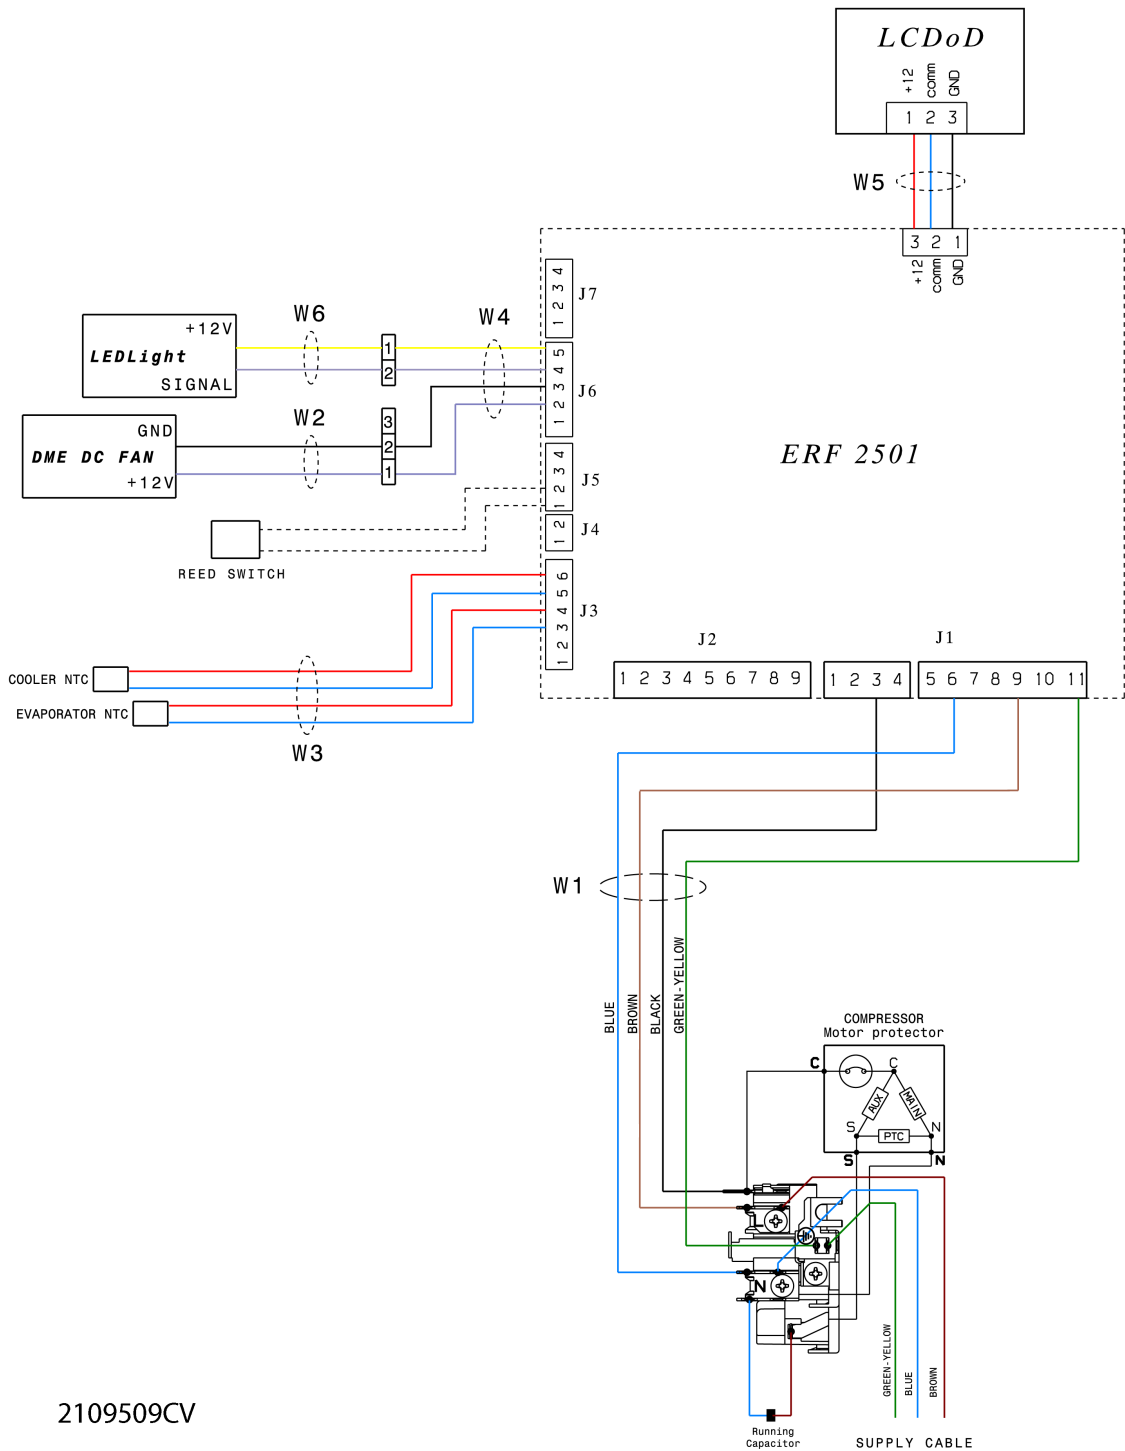 LCDoD
+12 comm GND
1 2 3
W5
3 2 1
+12 comm GND
1 2 3 4
J7
W6
W4
+12V
LEDLight
SIGNAL
1
2
1 2 3 4 5
J6
W2
GND
DME DC FAN
+12V
3
2
1
ERF 2501
1 2 3 4
J5
1 2
J4
REED SWITCH
1 2 3 4 5 6
J3
J2
J1
1 2 3 4 5 6 7 8 9
1 2 3 4
5 6 7 8 9 10 11
COOLER NTC
EVAPORATOR NTC
W3
W1
BLUE
BROWN
BLACK
GREEN-YELLOW
COMPRESSOR
Motor protector
C
C
AUX
MAIN
S
PTC
N
S
N
N
GREEN-YELLOW
BLUE
BROWN
2109509CV
Running
Capacitor
SUPPLY CABLE